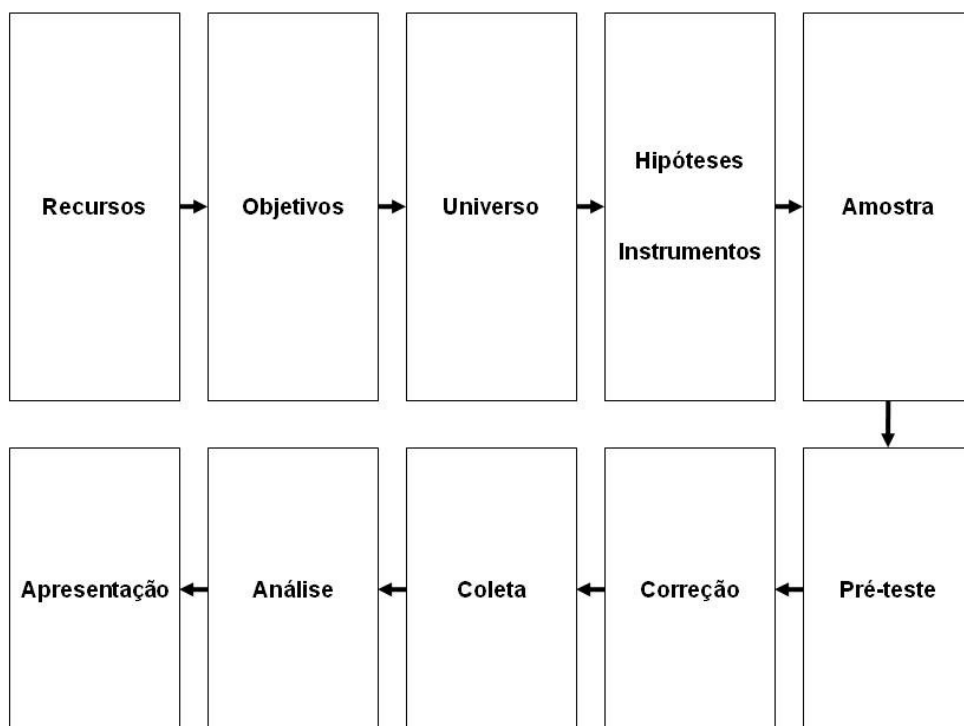 Recursos
Objetivos
Universo
Hipóteses
Instrumentos
Amostra
Pré-teste
Correção
Coleta
Análise
Apresentação